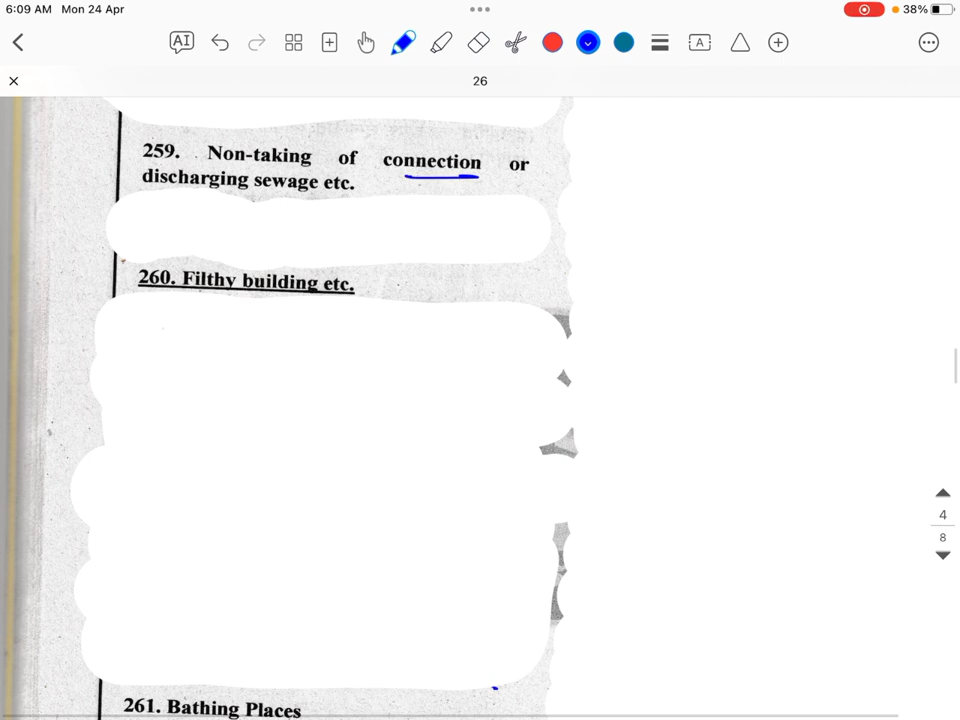 6:09 AM Mon 24 Apr
38%
AI
A
26
259. Non-taking of connection or
discharging sewage etc.
260. Filthy building etc.
4
8
261. Bathing Places